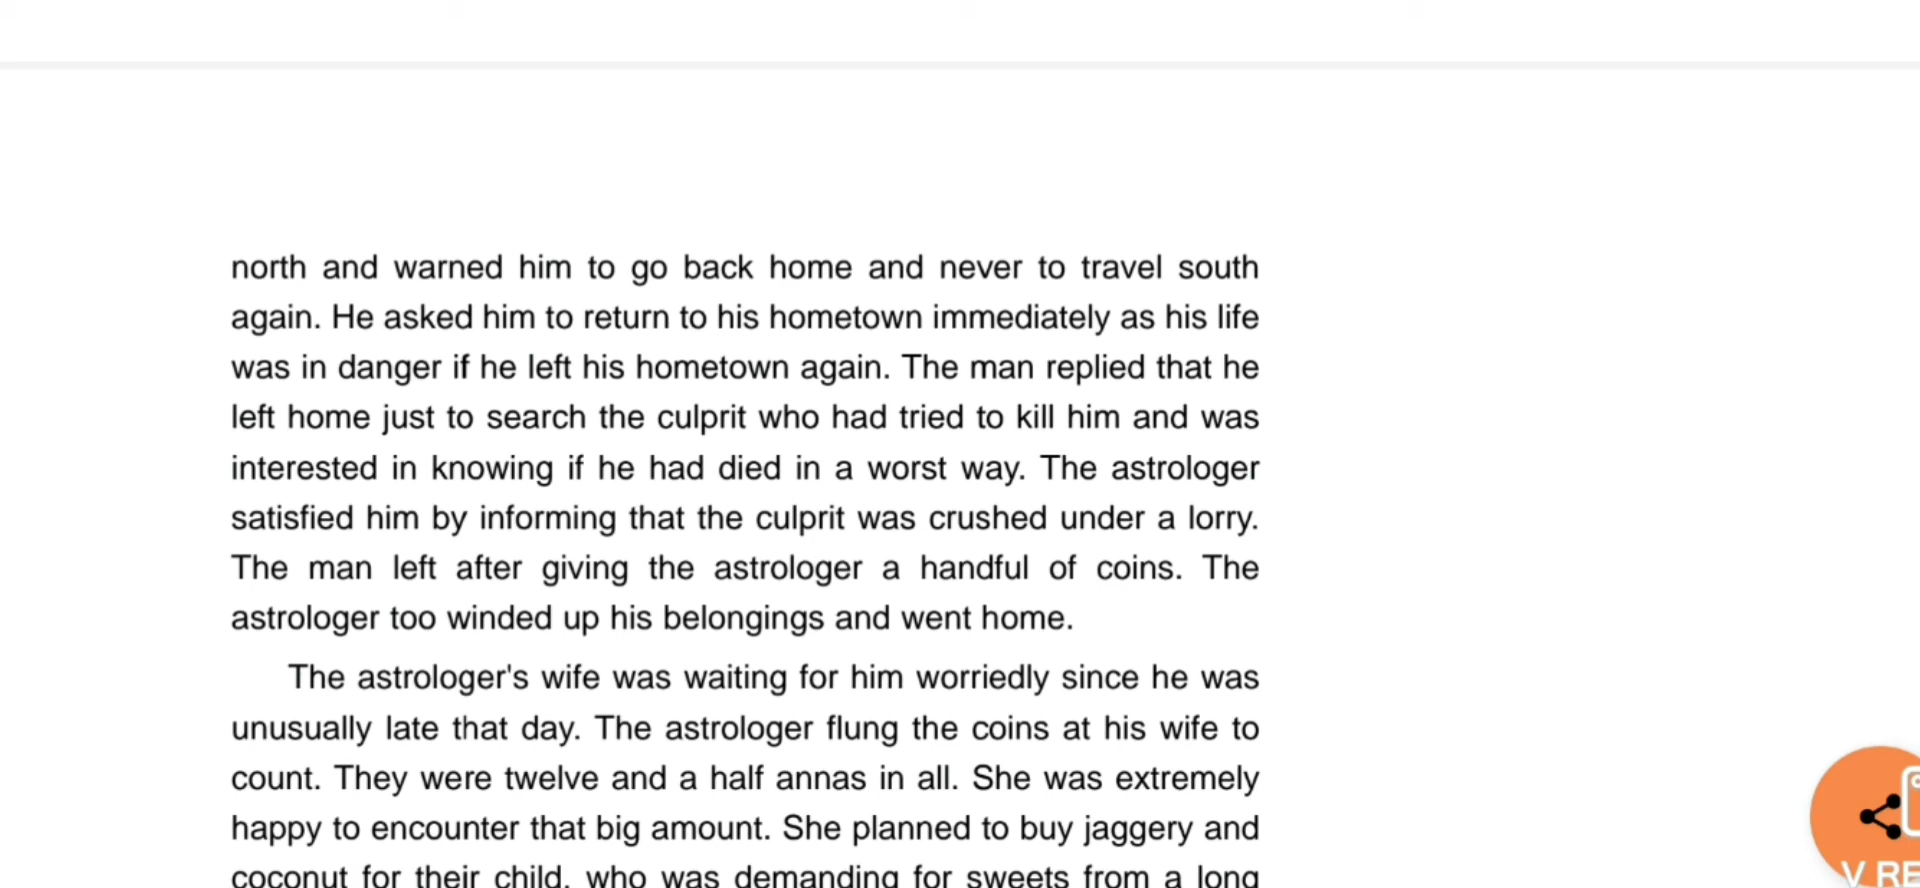 north and warned him to go back home and never to travel south
again. He asked him to return to his hometown immediately as his life
was in danger if he left his hometown again. The man replied that he
left home just to search the culprit who had tried to kill him and was
interested in knowing if he had died in a worst way. The astrologer
satisfied him by informing that the culprit was crushed under a lorry.
The man left after giving the astrologer a handful of coins. The
astrologer too winded up his belongings and went home.
The astrologer's wife was waiting for him worriedly since he was
unusually late that day. The astrologer flung the coins at his wife to
count. They were twelve and a half annas in all. She was extremely
happy to encounter that big amount. She planned to buy jaggery and
coconut for their child, who was demanding for sweets from a long
V RE